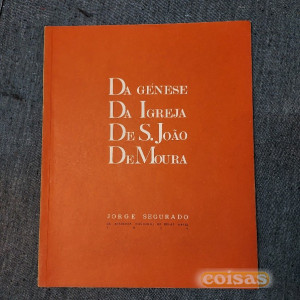 DA GÉNESE
DA IGREJA
DE S. JOÃO
DE MOURA
JORGE SEGURADO
coisas